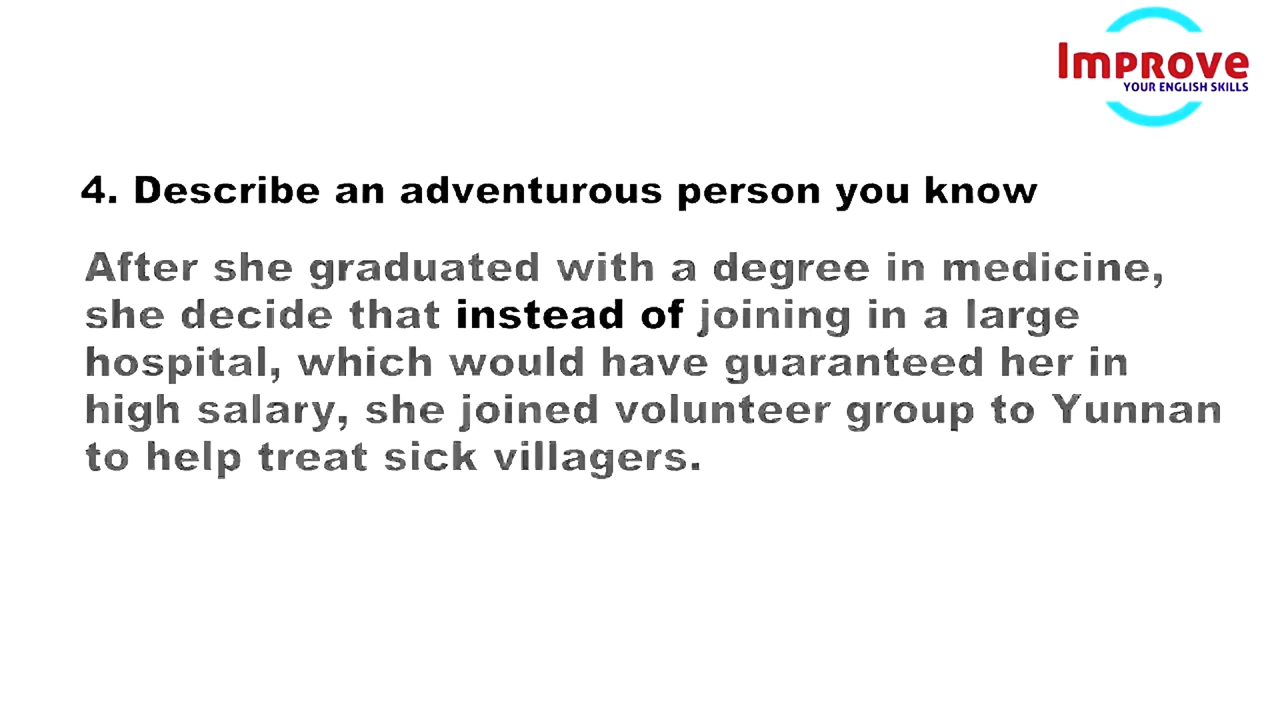 Improve
YOUR ENGLISH SKILLS
4. Describe an adventurous person you know
After she graduated with a degree in medicine,
she decide that instead of joining in a large
hospital, which would have guaranteed her in
high salary, she joined volunteer group to Yunnan
to help treat sick villagers.